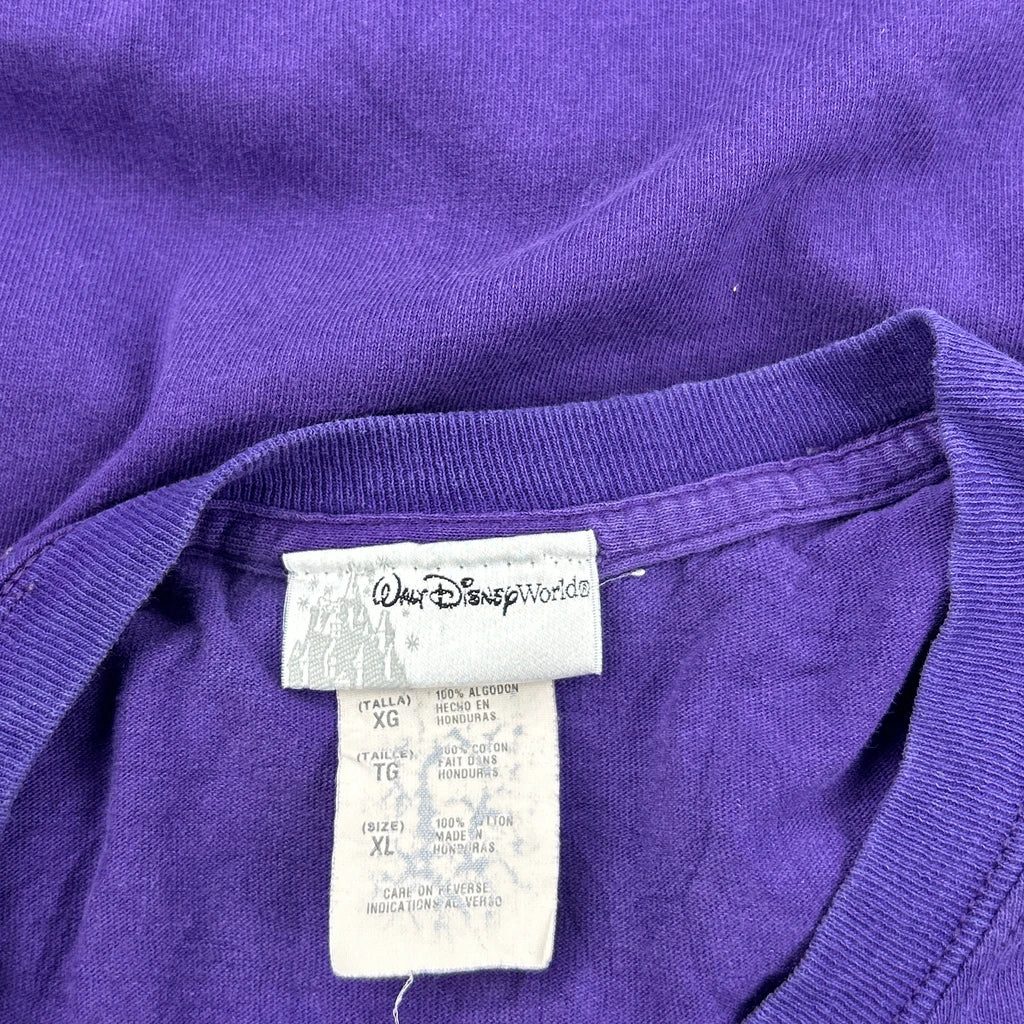 Walt Disney World®
(TALLA) 100% ALGODON
XG HECHO EN
HONDURAS
(TAILLE) 100% COTON
TG FAIT DANS
HONDURAS
(SIZE) 100% COTTON
XL MADE IN
HONDURAS
CARE ON REVERSE
INDICATIONS AU VERSO